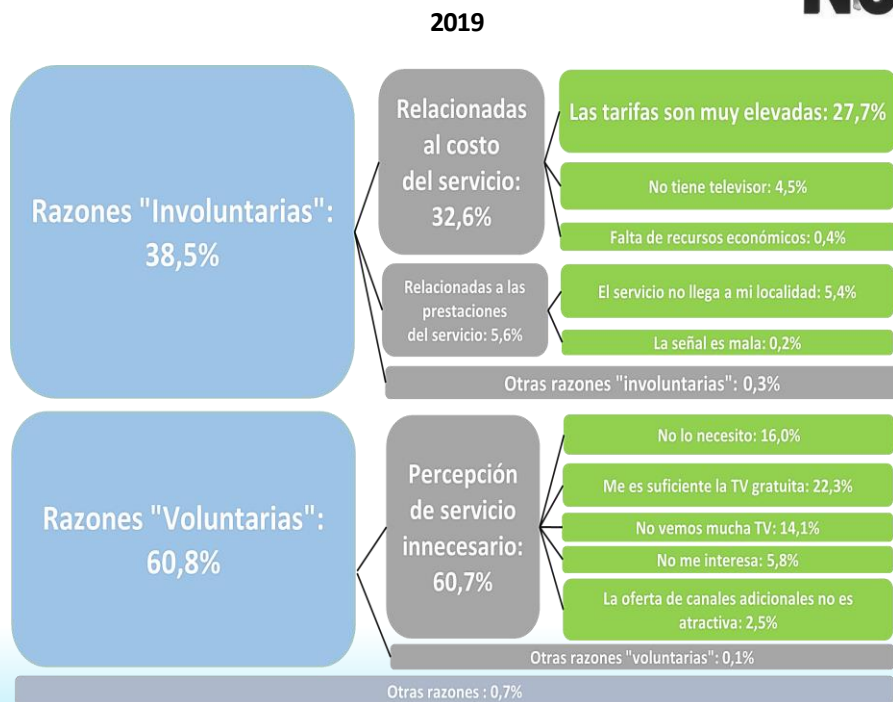 2019
Razones "Involuntarias":
38,5%
Relacionadas
al costo
del servicio:
32,6%
Las tarifas son muy elevadas: 27,7%
No tiene televisor: 4,5%
Falta de recursos económicos: 0,4%
Relacionadas a las
prestaciones
del servicio: 5,6%
El servicio no llega a mi localidad: 5,4%
La señal es mala: 0,2%
Otras razones "involuntarias": 0,3%
Razones "Voluntarias":
60,8%
Percepción
de servicio
innecesario:
60,7%
No lo necesito: 16,0%
Me es suficiente la TV gratuita: 22,3%
No vemos mucha TV: 14,1%
No me interesa: 5,8%
La oferta de canales adicionales no es
atractiva: 2,5%
Otras razones "voluntarias": 0,1%
Otras razones : 0,7%